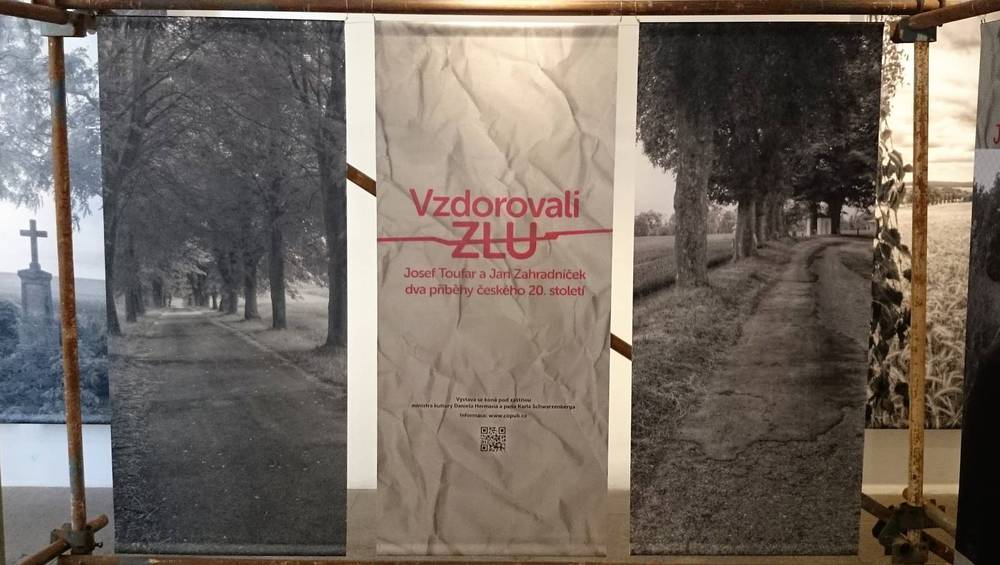 Vzdorovali
ZLU
Josef Toufar a Jan Zahradníček
dva příběhy českého 20. století
Výstava se koná pod záštitou
ministra kultury Daniela Hermana a pana Karla Schwarzenberga
Informace: www.cispub.cz